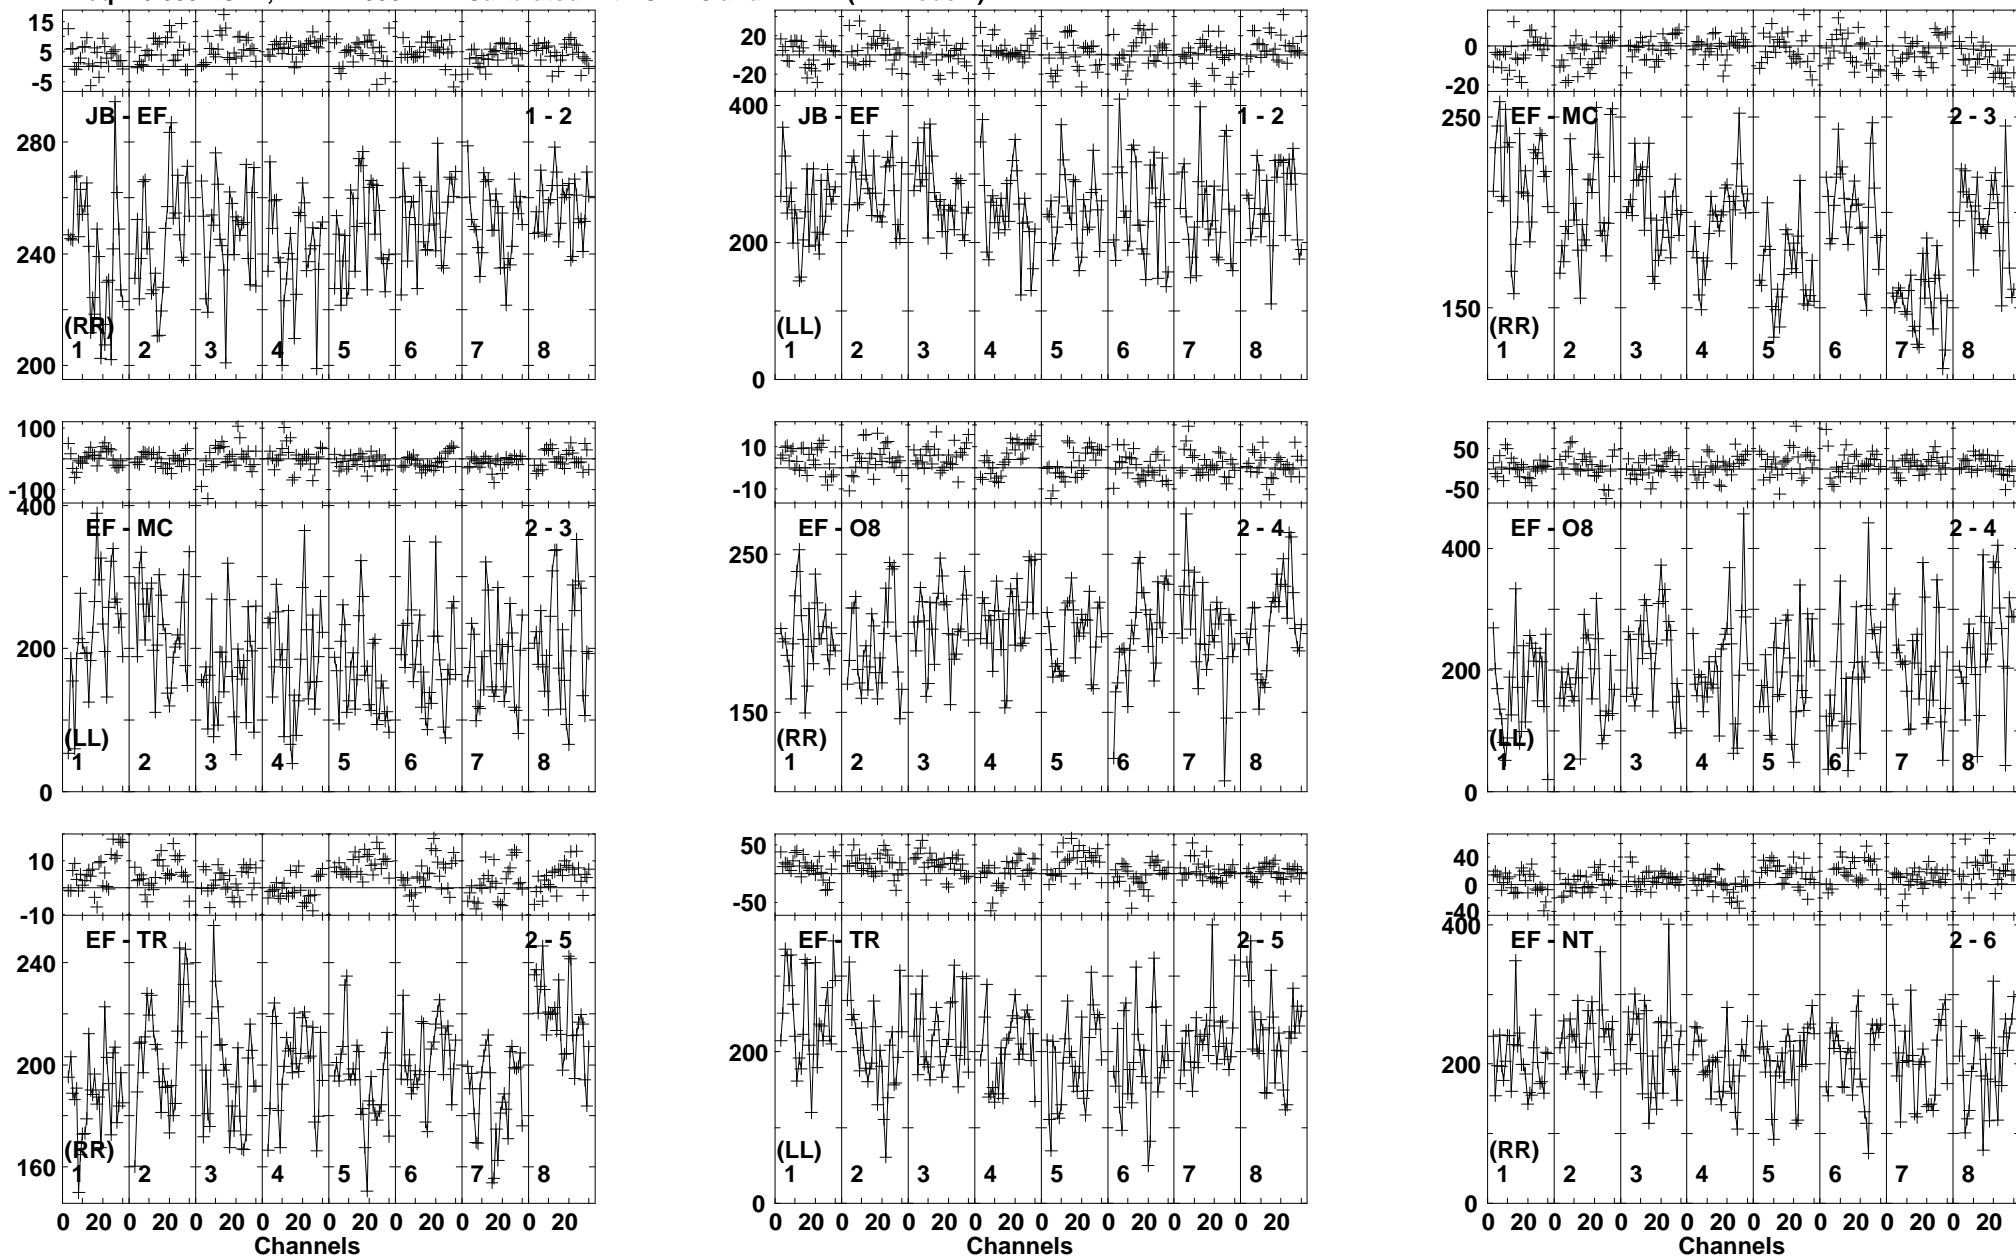 15 5 -5 20 0 -20 0 -20
JB - EF 1 - 2 JB - EF 1 - 2 EF - MC 2 - 3
280 240 200 400 200 0 250 150
(RR) (LL) (RR)
1 2 3 4 5 6 7 8 1 2 3 4 5 6 7 8 1 2 3 4 5 6 7 8
100 -100 10 -10 50 -50
EF - MC 2 - 3 EF - O8 2 - 4 EF - O8 2 - 4
400 200 0 250 150 400 200 0
(LL) (RR) (LL)
1 2 3 4 5 6 7 8 1 2 3 4 5 6 7 8 1 2 3 4 5 6 7 8
10 -10 50 -50 40 0 -40
EF - TR 2 - 5 EF - TR 2 - 5 EF - NT 2 - 6
240 200 160 200 0 400 200 0
(RR) (LL) (RR)
1 2 3 4 5 6 7 8 1 2 3 4 5 6 7 8 1 2 3 4 5 6 7 8
0 20 0 20 0 20 0 20 0 20 0 20 0 20 0 20 0 20 0 20 0 20 0 20 0 20 0 20 0 20 0 20 0 20 0 20 0 20 0 20 0 20 0 20 0 20 0 20
Channels Channels Channels